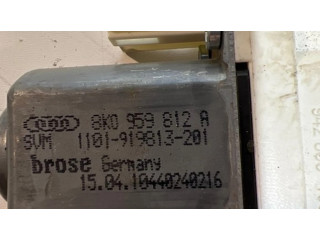 8K0 959 812 A
SVM 1101-919813-201
brose Germany
15.04.10440240216